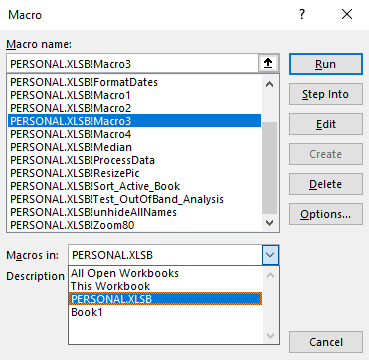 Macro
Macro name:
PERSONAL.XLSB!Macro3
Run
PERSONAL.XLSB!FormatDates
PERSONAL.XLSB!Macro1
PERSONAL.XLSB!Macro2
PERSONAL.XLSB!Macro3
PERSONAL.XLSB!Macro4
PERSONAL.XLSB!Median
PERSONAL.XLSB!ProcessData
PERSONAL.XLSB!ResizePic
PERSONAL.XLSB!Sort_Active_Book
PERSONAL.XLSB!Test_OutOfBand_Analysis
PERSONAL.XLSB!unhideAllNames
PERSONAL.XLSB!Zoom80
Step Into
Edit
Create
Delete
Options...
Macros in:
PERSONAL.XLSB
Description
All Open Workbooks
This Workbook
PERSONAL.XLSB
Book1
Cancel